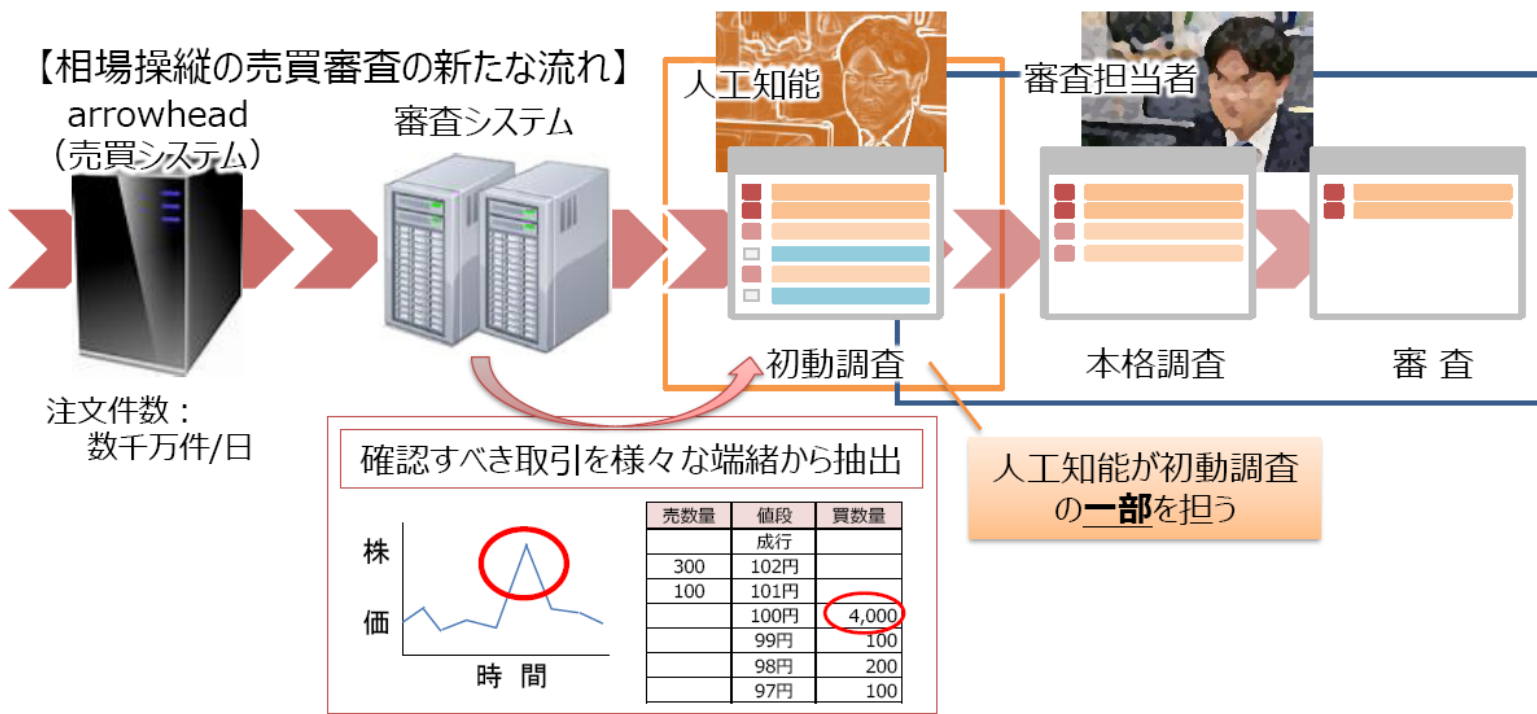 【相場操縦の売買審査の新たな流れ】
arrowhead
（売買システム）
審査システム
人工知能
審査担当者
初動調査
本格調査
審 査
注文件数：
数千万件/日
確認すべき取引を様々な端緒から抽出
人工知能が初動調査
の一部を担う
株
価
時 間
売数量 値段 買数量
成行
300 102円
100 101円
100円 4,000
99円 100
98円 200
97円 100